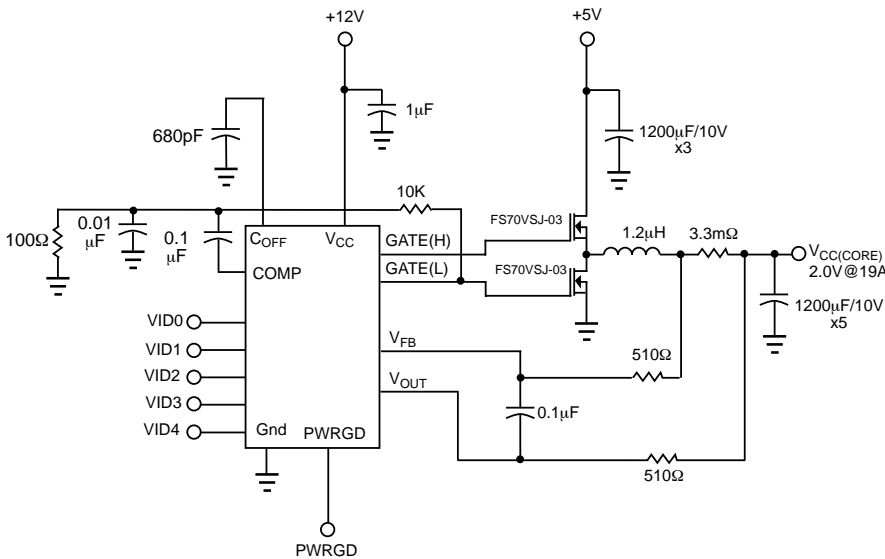 +12V
+5V
1μF
680pF
1200μF/10V
x3
10K
0.01
μF
0.1
μF
100Ω
COFF
VCC
GATE(H)
FS70VSJ-03
1.2μH
3.3mΩ
VCC(CORE)
2.0V@19A
COMP
GATE(L)
FS70VSJ-03
1200μF/10V
x5
VID0
VID1
VID2
VID3
VID4
VFB
510Ω
VOUT
0.1μF
Gnd
PWRGD
510Ω
PWRGD